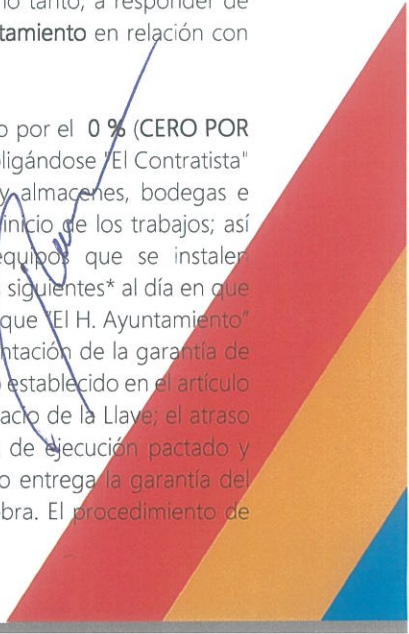 no tanto, a responder de
tamiento en relación con
o por el 0 % (CERO POR
ligándose "El Contratista"
y almacenes, bodegas e
inicio de los trabajos; así
equipos que se instalen
siguientes* al día en que
que "El H. Ayuntamiento"
ntación de la garantía de
o establecido en el artículo
acio de la Llave; el atraso
de ejecución pactado y
o entrega la garantía del
bra. El procedimiento de